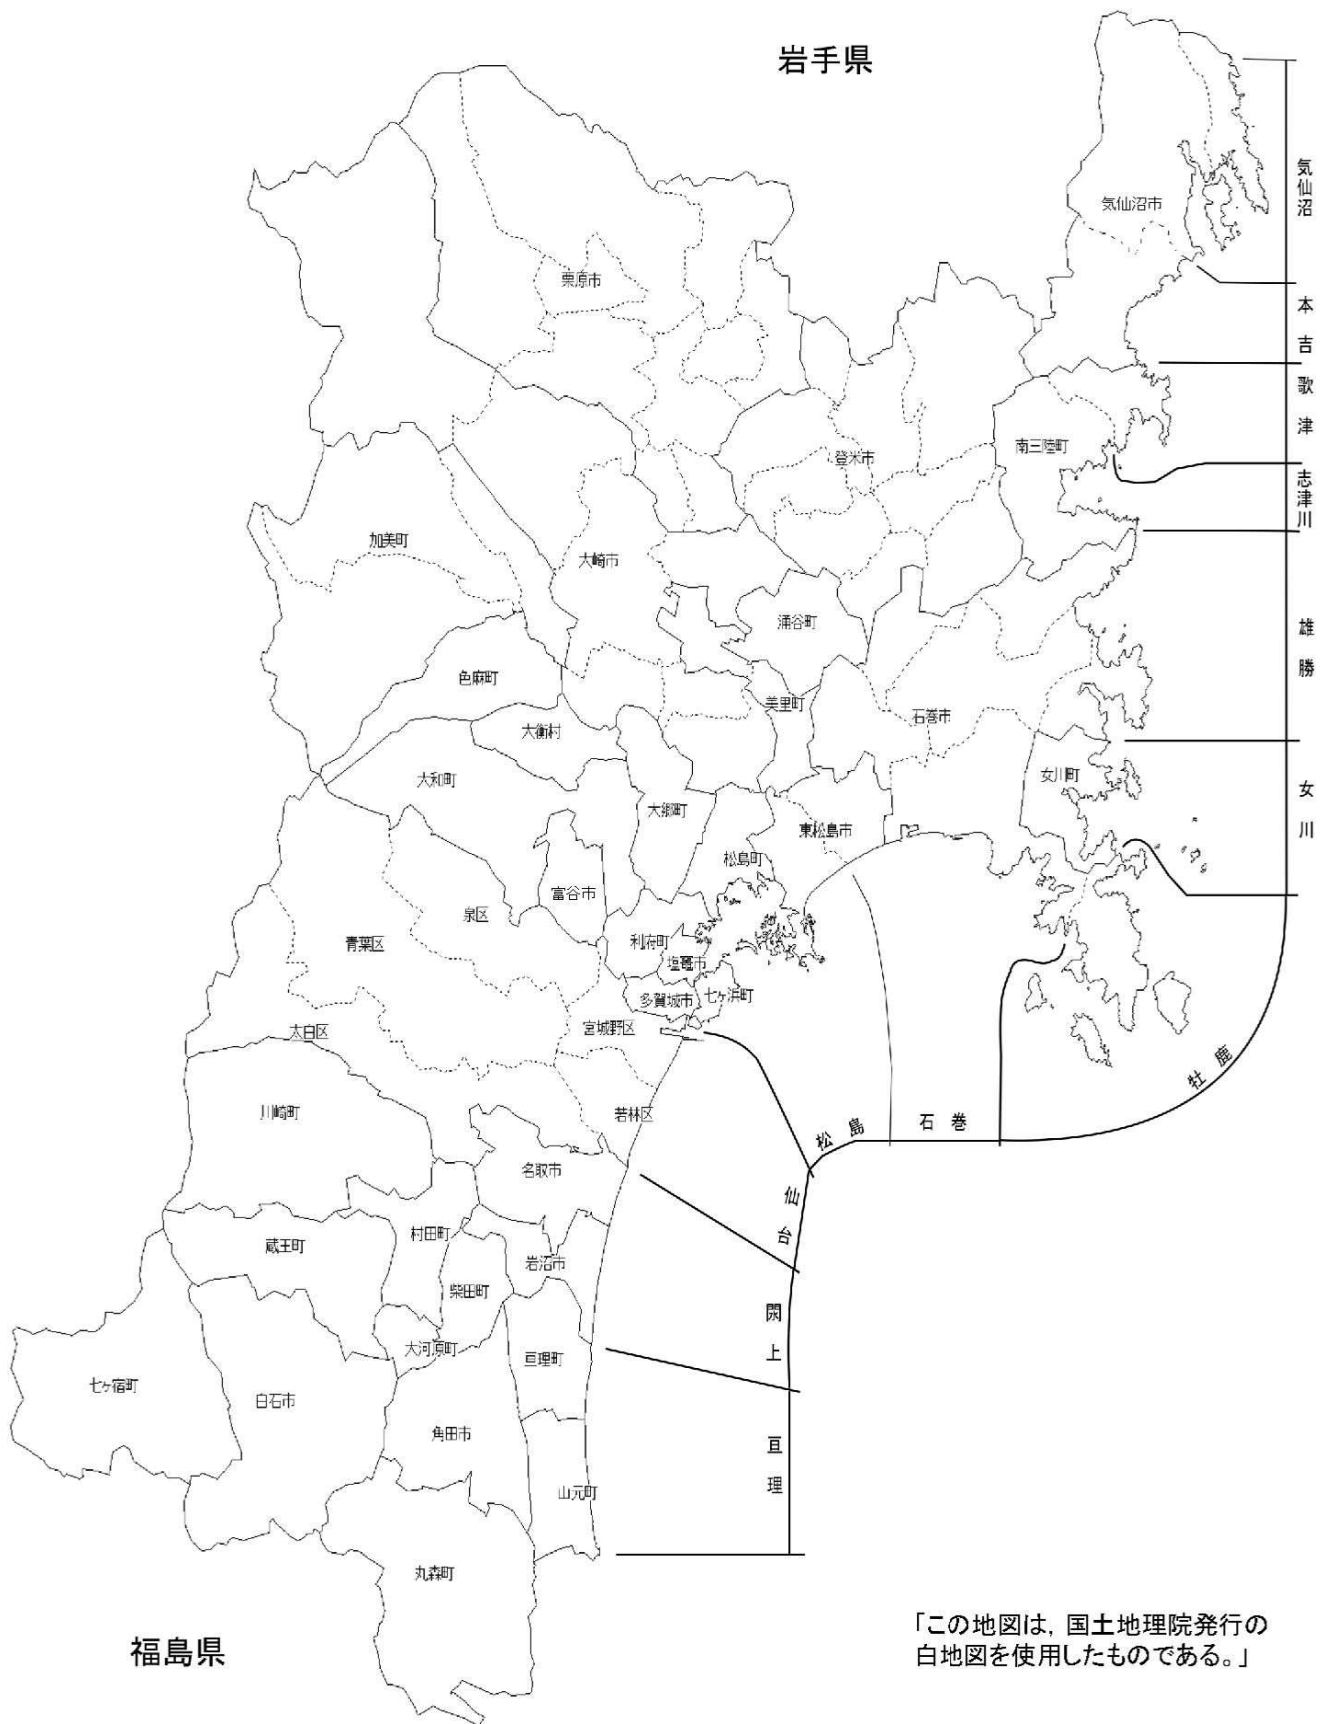 岩手県
気仙沼市
気仙沼
栗原市
本吉
歌津
南三陸町
登米市
志津川
加美町
大崎市
涌谷町
雄勝
色麻町
美里町
石巻市
大衡村
大和町
女川町
女川
大郷町
東松島市
松島町
富谷市
泉区
青葉区
利府町
塩竈市
七ヶ浜町
多賀城市
宮城野区
太白区
牡鹿
川崎町
若林区
石巻
松島
名取市
仙台
村田町
蔵王町
岩沼市
柴田町
閖上
大河原町
亘理町
七ヶ宿町
白石市
角田市
亘理
山元町
丸森町
福島県
「この地図は，国土地理院発行の
白地図を使用したものである。」